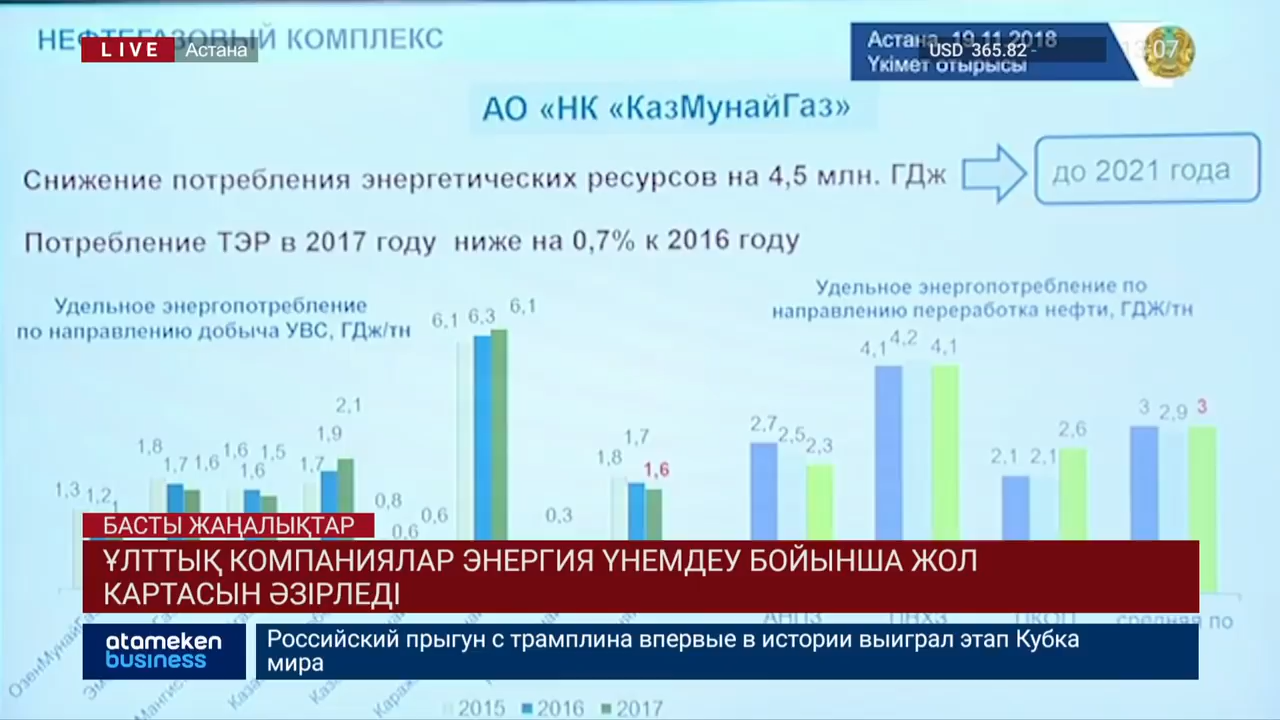 НЕФТЕГАЗОВЫЙ КОМПЛЕКС
LIVE Астана
Астана, 19.11.2018
Үкімет отырысы
USD 365.82 -
13:07
АО «НК «КазМунайГаз»
Снижение потребления энергетических ресурсов на 4,5 млн. ГДж
до 2021 года
Потребление ТЭР в 2017 году ниже на 0,7% к 2016 году
Удельное энергопотребление
по направлению добыча УВС, ГДж/тн
1,3 1,2
1,8 1,7 1,6
1,6 1,6 1,5
1,7 1,9 2,1
0,8 0,6 0,6
6,1 6,3 6,1
0,3
1,8 1,7 1,6
Удельное энергопотребление по
направлению переработка нефти, ГДЖ/тн
2,7 2,5 2,3
4,1 4,2 4,1
2,1 2,1 2,6
3 2,9 3
АНПЗ ПНХЗ ПКОП средняя по
2015 2016 2017
БАСТЫ ЖАҢАЛЫҚТАР
ҰЛТТЫҚ КОМПАНИЯЛАР ЭНЕРГИЯ ҮНЕМДЕУ БОЙЫНША ЖОЛ
КАРТАСЫН ӘЗІРЛЕДІ
atameken
business
Российский прыгун с трамплина впервые в истории выиграл этап Кубка
мира